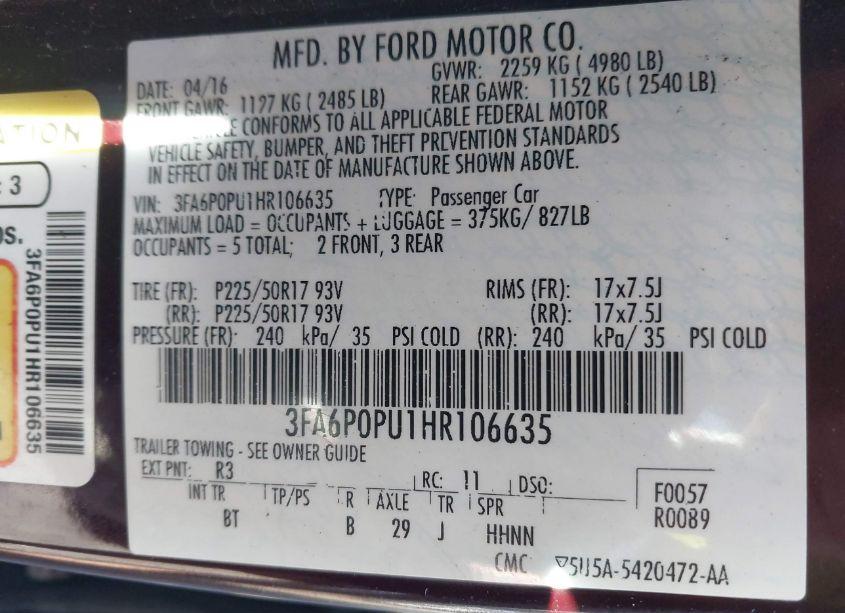 MFD. BY FORD MOTOR CO.
DATE: 04/16 GVWR: 2259 KG ( 4980 LB)
FRONT GAWR: 1127 KG ( 2485 LB) REAR GAWR: 1152 KG ( 2540 LB)
VEHICLE CONFORMS TO ALL APPLICABLE FEDERAL MOTOR
VEHICLE SAFETY, BUMPER, AND THEFT PREVENTION STANDARDS
IN EFFECT ON THE DATE OF MANUFACTURE SHOWN ABOVE.
VIN: 3FA6P0PU1HR106635 TYPE: Passenger Car
MAXIMUM LOAD = OCCUPANTS + LUGGAGE = 375KG/ 827LB
OCCUPANTS = 5 TOTAL; 2 FRONT, 3 REAR
TIRE (FR): P225/50R17 93V RIMS (FR): 17x7.5J
(RR): P225/50R17 93V (RR): 17x7.5J
PRESSURE (FR): 240 kPa/ 35 PSI COLD (RR): 240 kPa/ 35 PSI COLD
3FA6P0PU1HR106635
TRAILER TOWING - SEE OWNER GUIDE
EXT PNT: R3 RC: 11 DSO: F0057
INT TR TP/PS R AXLE TR SPR R0089
BT B 29 J HHNN
CMC 5U5A-5420472-AA
ATION
: 3
os.
3FA6P0PU1HR106635